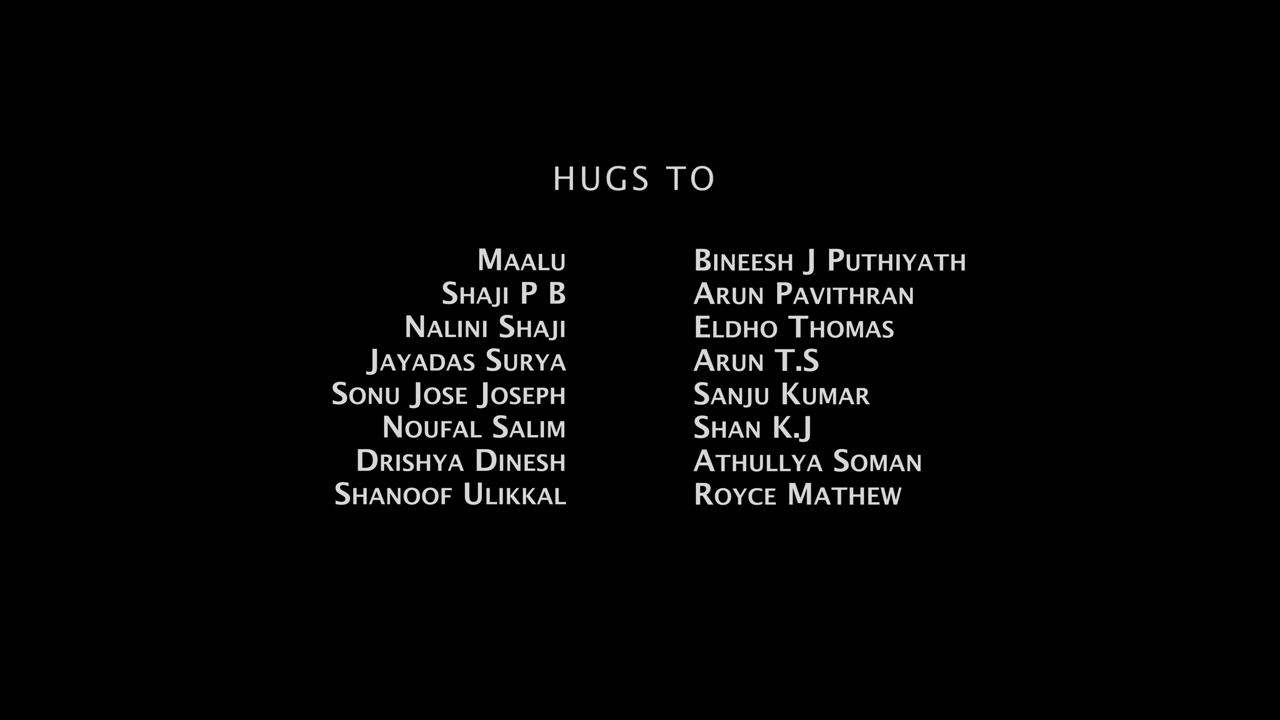 HUGS TO
Maalu
Shaji P B
Nalini Shaji
Jayadas Surya
Sonu Jose Joseph
Noufal Salim
Drishya Dinesh
Shanoof Ulikkal
Bineesh J Puthiyath
Arun Pavithran
Eldho Thomas
Arun T.S
Sanju Kumar
Shan K.J
Athullya Soman
Royce Mathew